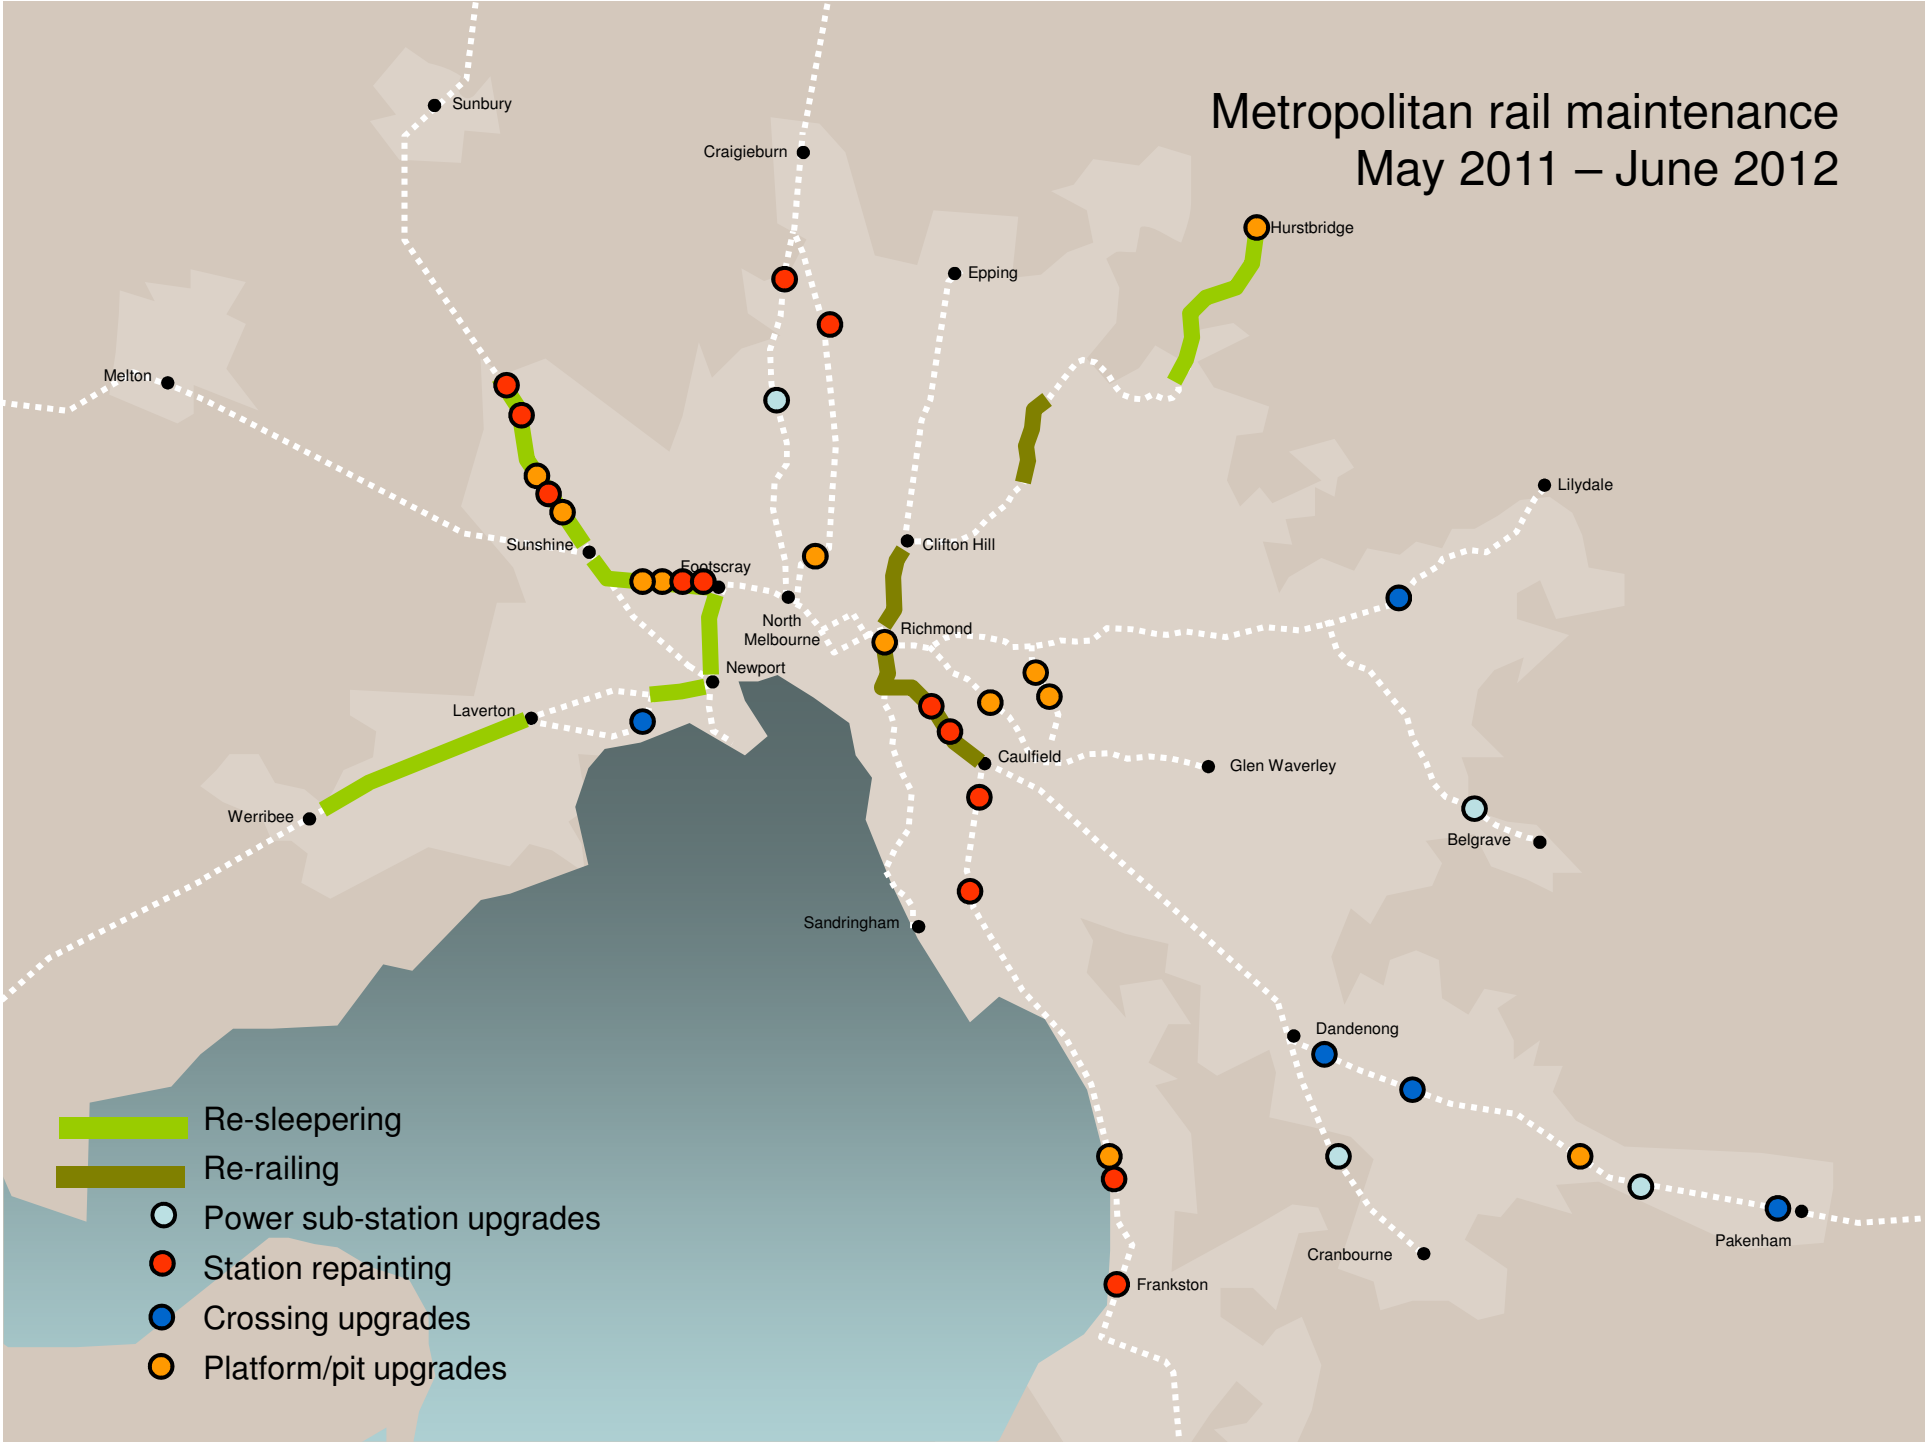 Metropolitan rail maintenance
May 2011 – June 2012
Sunbury
Craigieburn
Hurstbridge
Epping
Melton
Lilydale
Sunshine
Clifton Hill
Footscray
North
Melbourne
Richmond
Newport
Laverton
Caulfield
Glen Waverley
Werribee
Belgrave
Sandringham
Dandenong
Pakenham
Cranbourne
Frankston
Re-sleepering
Re-railing
Power sub-station upgrades
Station repainting
Crossing upgrades
Platform/pit upgrades